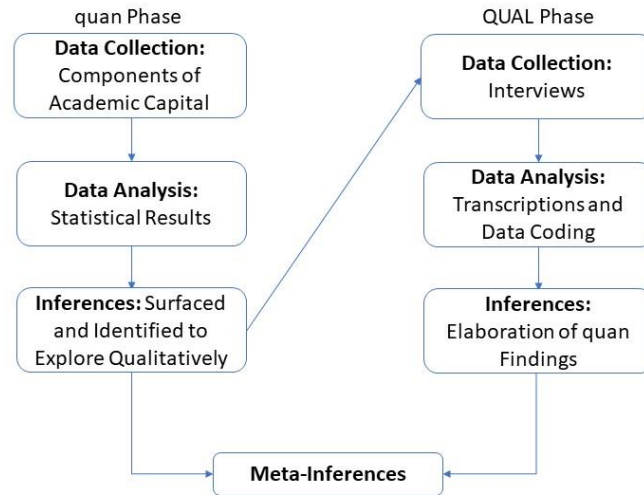 quan Phase
Data Collection:
Components of
Academic Capital
Data Analysis:
Statistical Results
Inferences: Surfaced
and Identified to
Explore Qualitatively
QUAL Phase
Data Collection:
Interviews
Data Analysis:
Transcriptions and
Data Coding
Inferences:
Elaboration of quan
Findings
Meta-Inferences